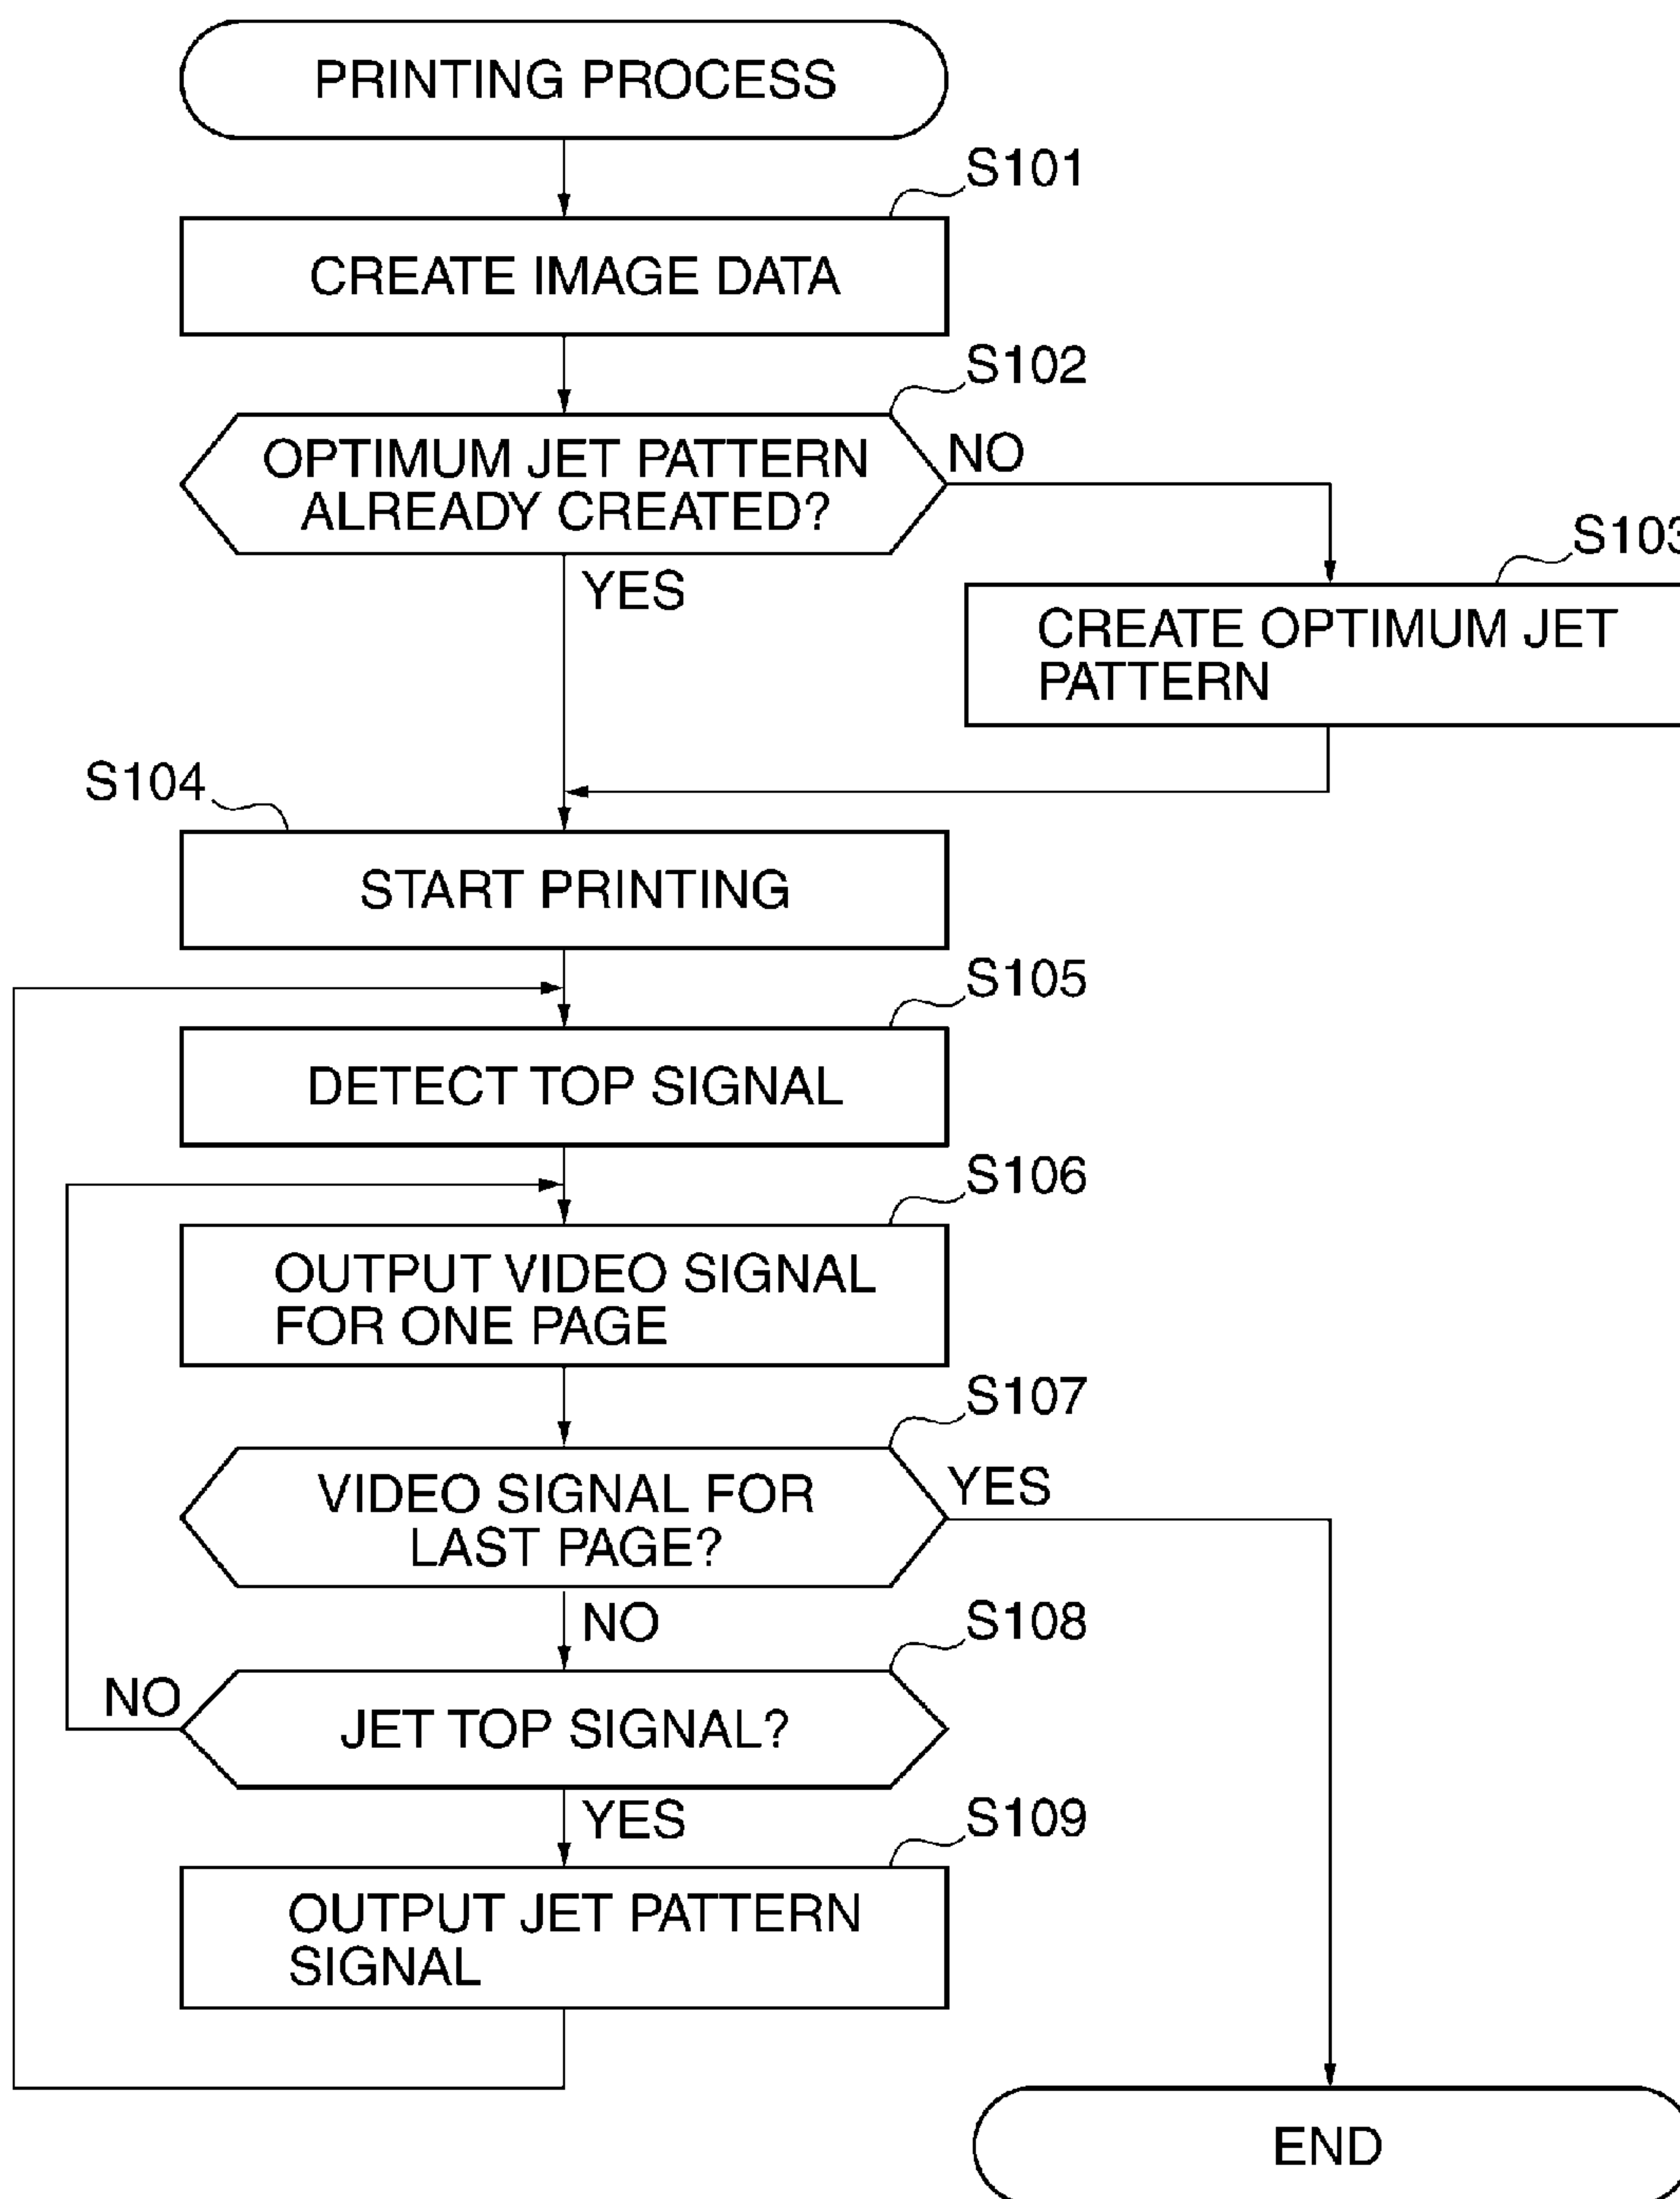 PRINTING PROCESS
S101
CREATE IMAGE DATA
S102
OPTIMUM JET PATTERN
ALREADY CREATED?
NO
YES
S103
CREATE OPTIMUM JET
PATTERN
S104
START PRINTING
S105
DETECT TOP SIGNAL
S106
OUTPUT VIDEO SIGNAL
FOR ONE PAGE
S107
VIDEO SIGNAL FOR
LAST PAGE?
YES
NO
S108
NO
JET TOP SIGNAL?
YES
S109
OUTPUT JET PATTERN
SIGNAL
END